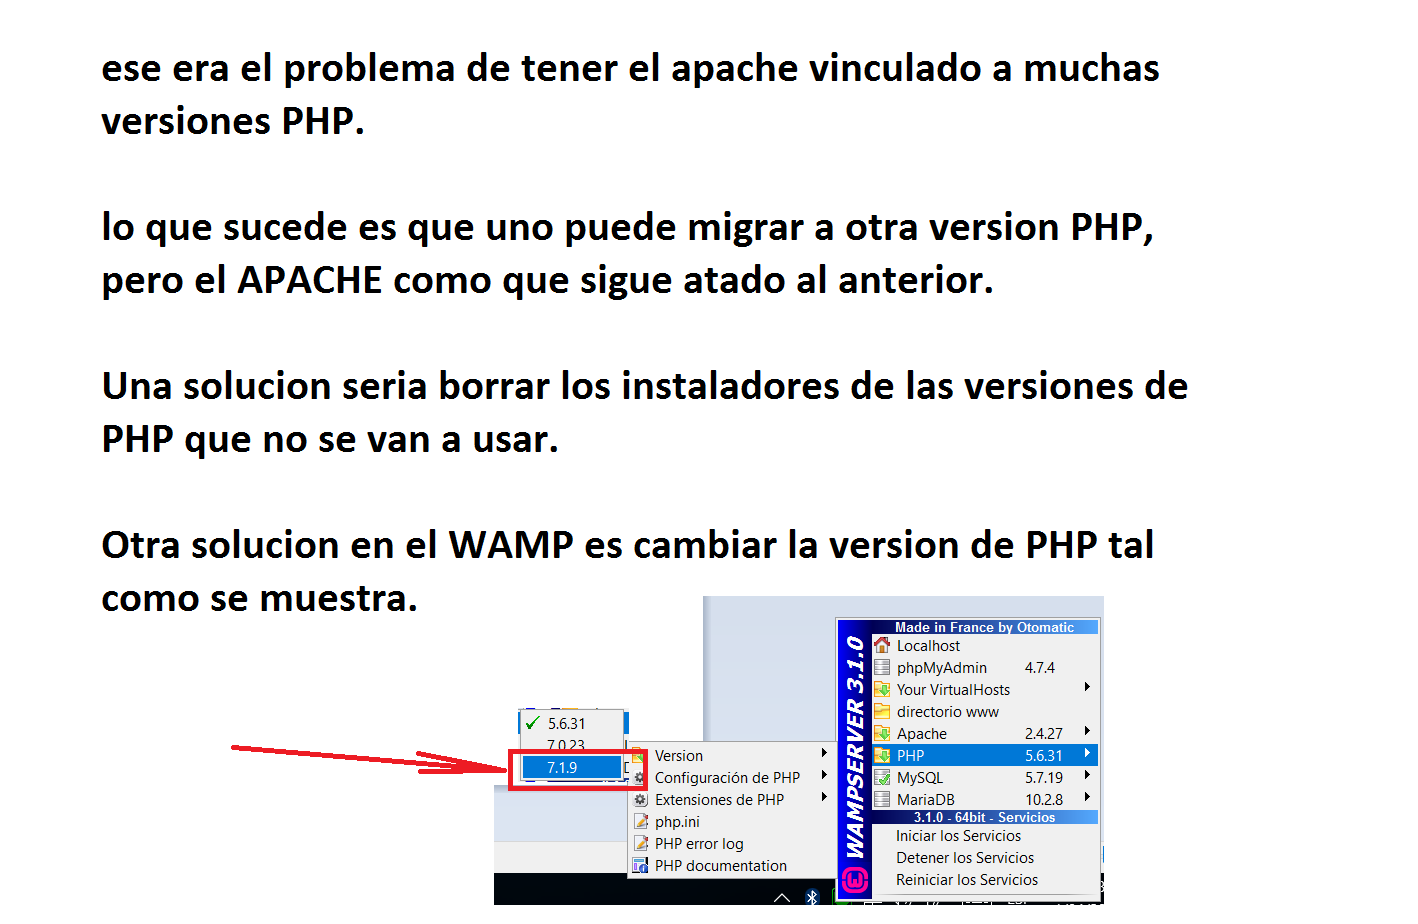 ese era el problema de tener el apache vinculado a muchas
versiones PHP.
lo que sucede es que uno puede migrar a otra version PHP,
pero el APACHE como que sigue atado al anterior.
Una solucion seria borrar los instaladores de las versiones de
PHP que no se van a usar.
Otra solucion en el WAMP es cambiar la version de PHP tal
como se muestra.
5.6.31
7.0.23
7.1.9
Version
Configuración de PHP
Extensiones de PHP
php.ini
PHP error log
PHP documentation
WAMPSERVER 3.1.0
Made in France by Otomatic
Localhost
phpMyAdmin 4.7.4
Your VirtualHosts
directorio www
Apache 2.4.27
PHP 5.6.31
MySQL 5.7.19
MariaDB 10.2.8
3.1.0 - 64bit - Servicios
Iniciar los Servicios
Detener los Servicios
Reiniciar los Servicios